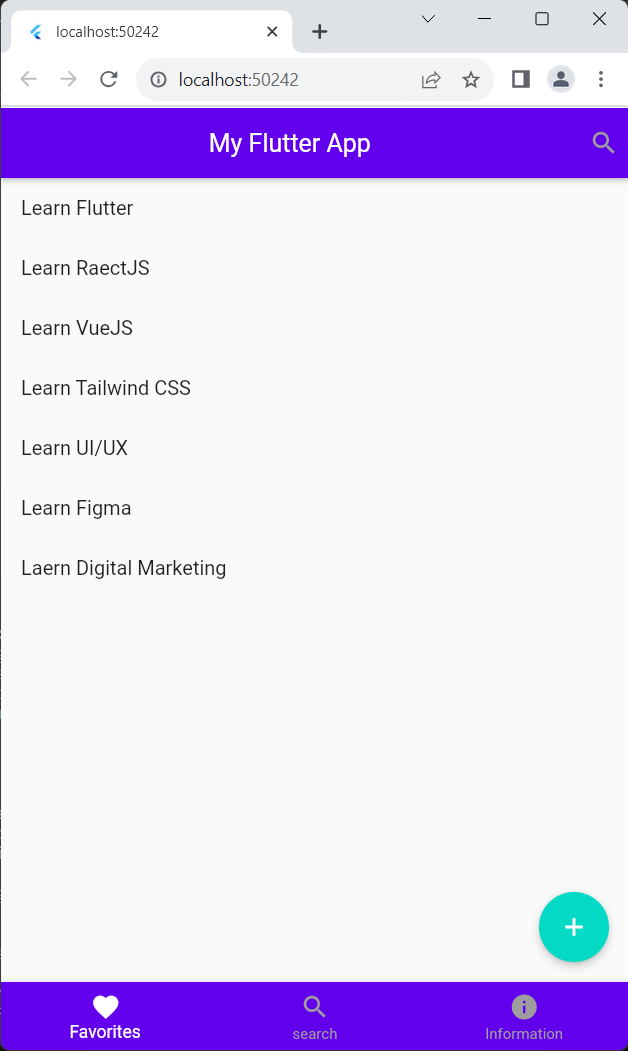 localhost:50242
localhost:50242
My Flutter App
Learn Flutter
Learn RaectJS
Learn VueJS
Learn Tailwind CSS
Learn UI/UX
Learn Figma
Laern Digital Marketing
Favorites
search
Information